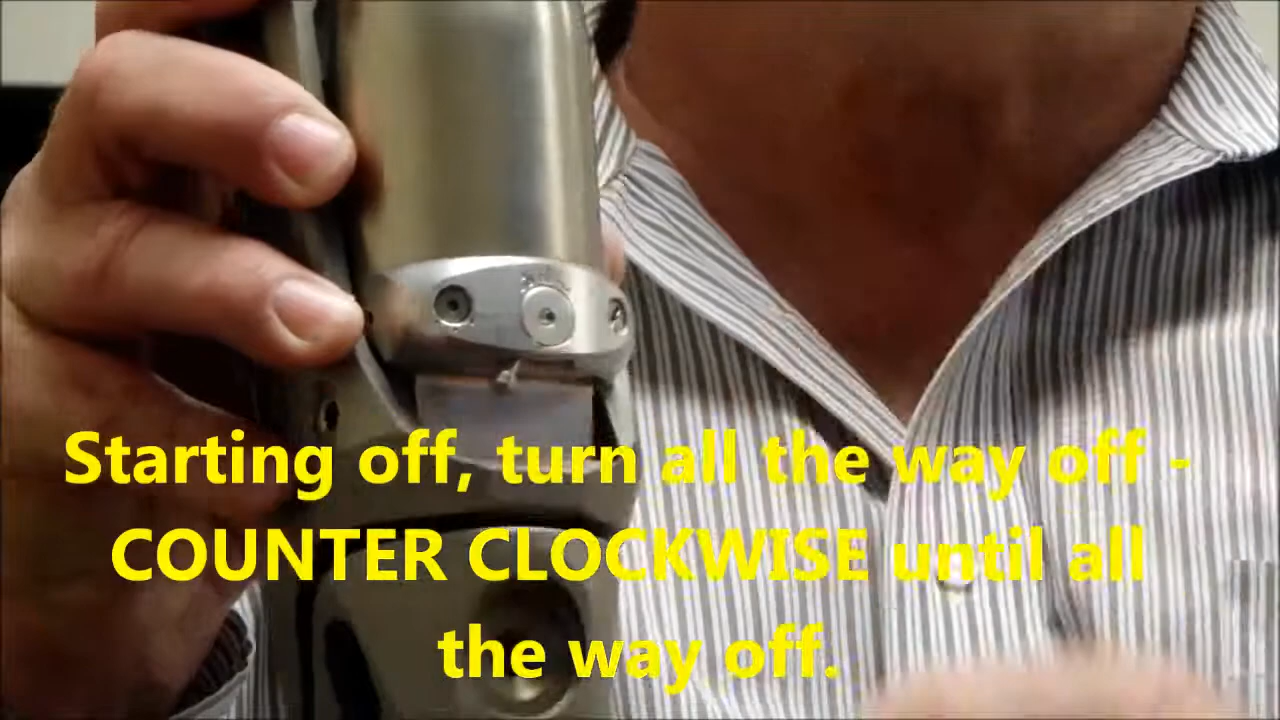 Starting off, turn all the way off -
COUNTER CLOCKWISE until all
the way off.